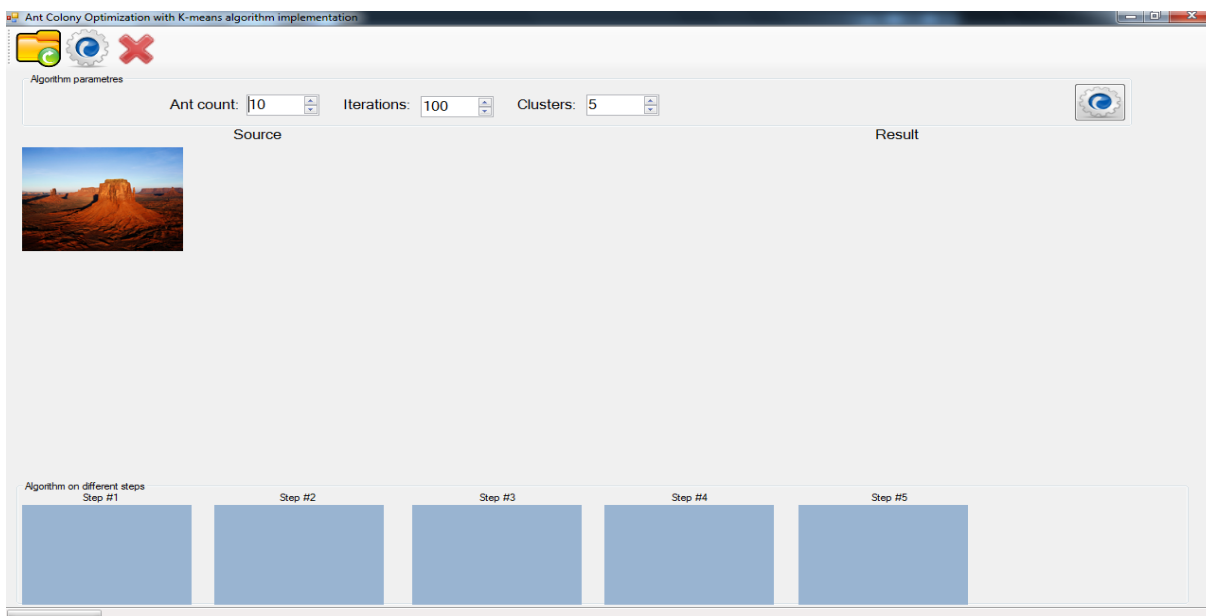 Ant Colony Optimization with K-means algorithm implementation
Algorithm parametres
Ant count: 10 Iterations: 100 Clusters: 5
Source Result
Algorithm on different steps
Step #1 Step #2 Step #3 Step #4 Step #5